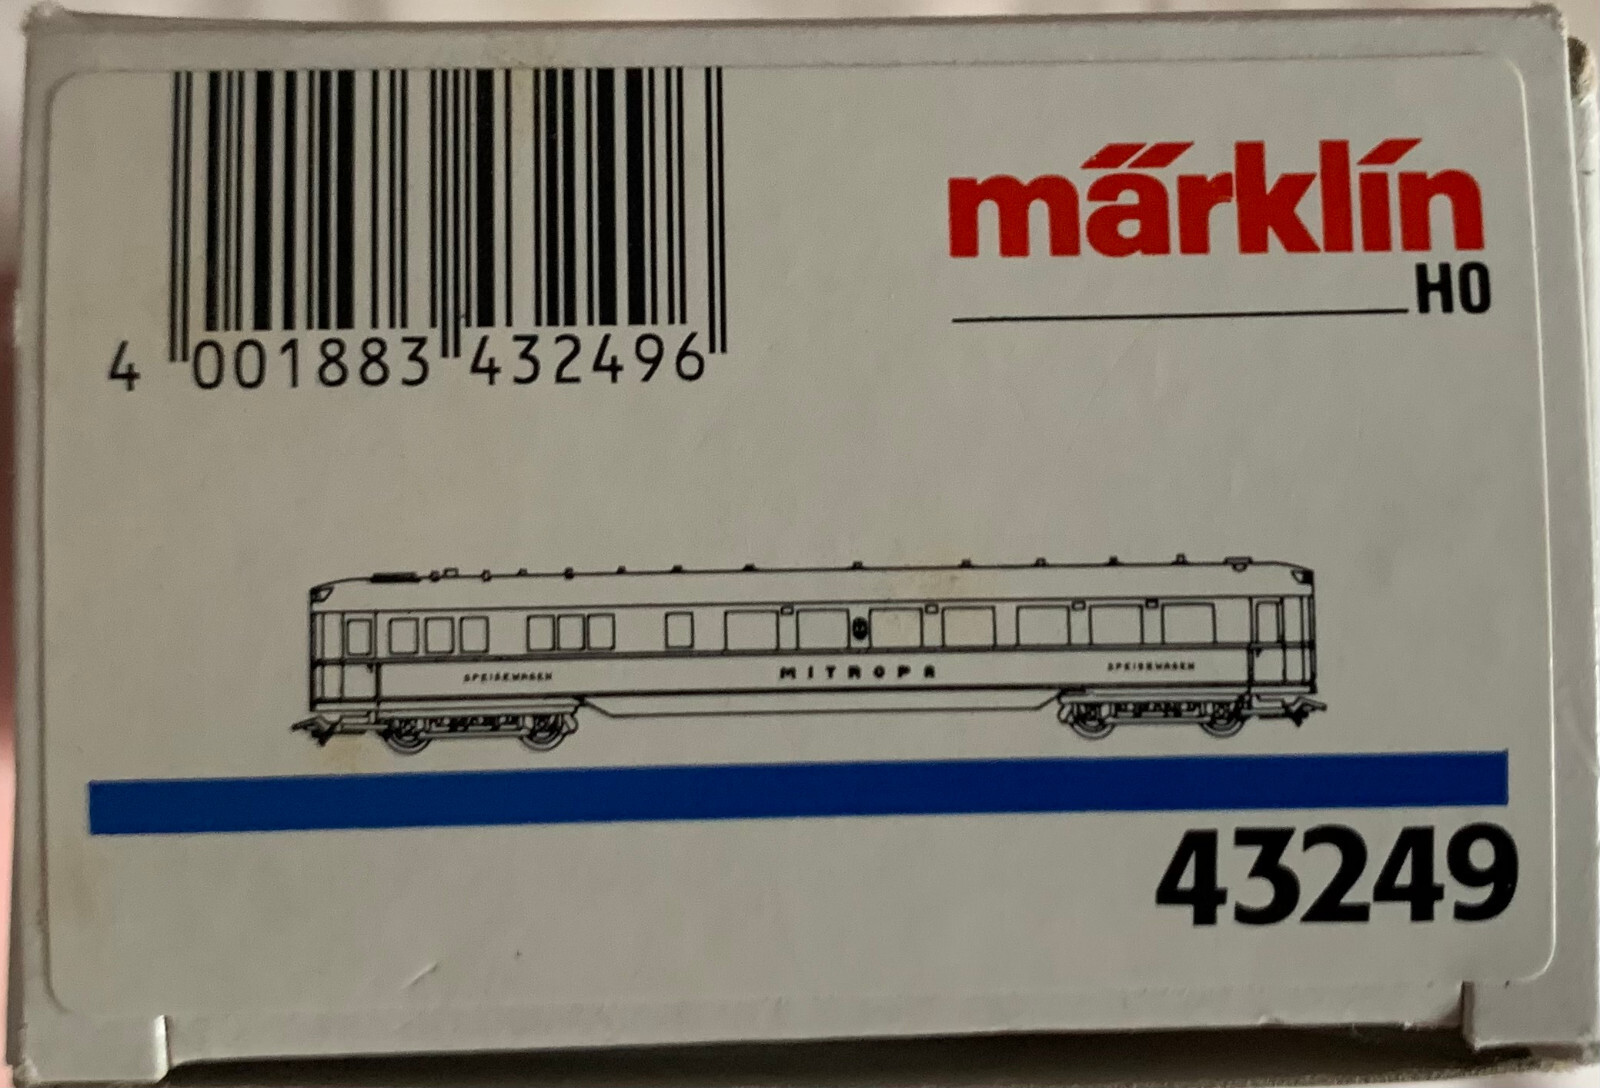 märklin
H0
4 001883 432496
SPEISEWAGEN MITROPA SPEISEWAGEN
43249